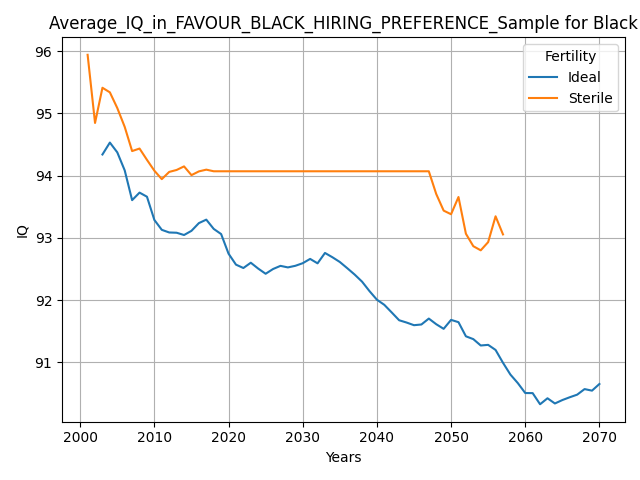 Average_IQ_in_FAVOUR_BLACK_HIRING_PREFERENCE_Sample for Black
Fertility
Ideal
Sterile
IQ
96
95
94
93
92
91
2000 2010 2020 2030 2040 2050 2060 2070
Years